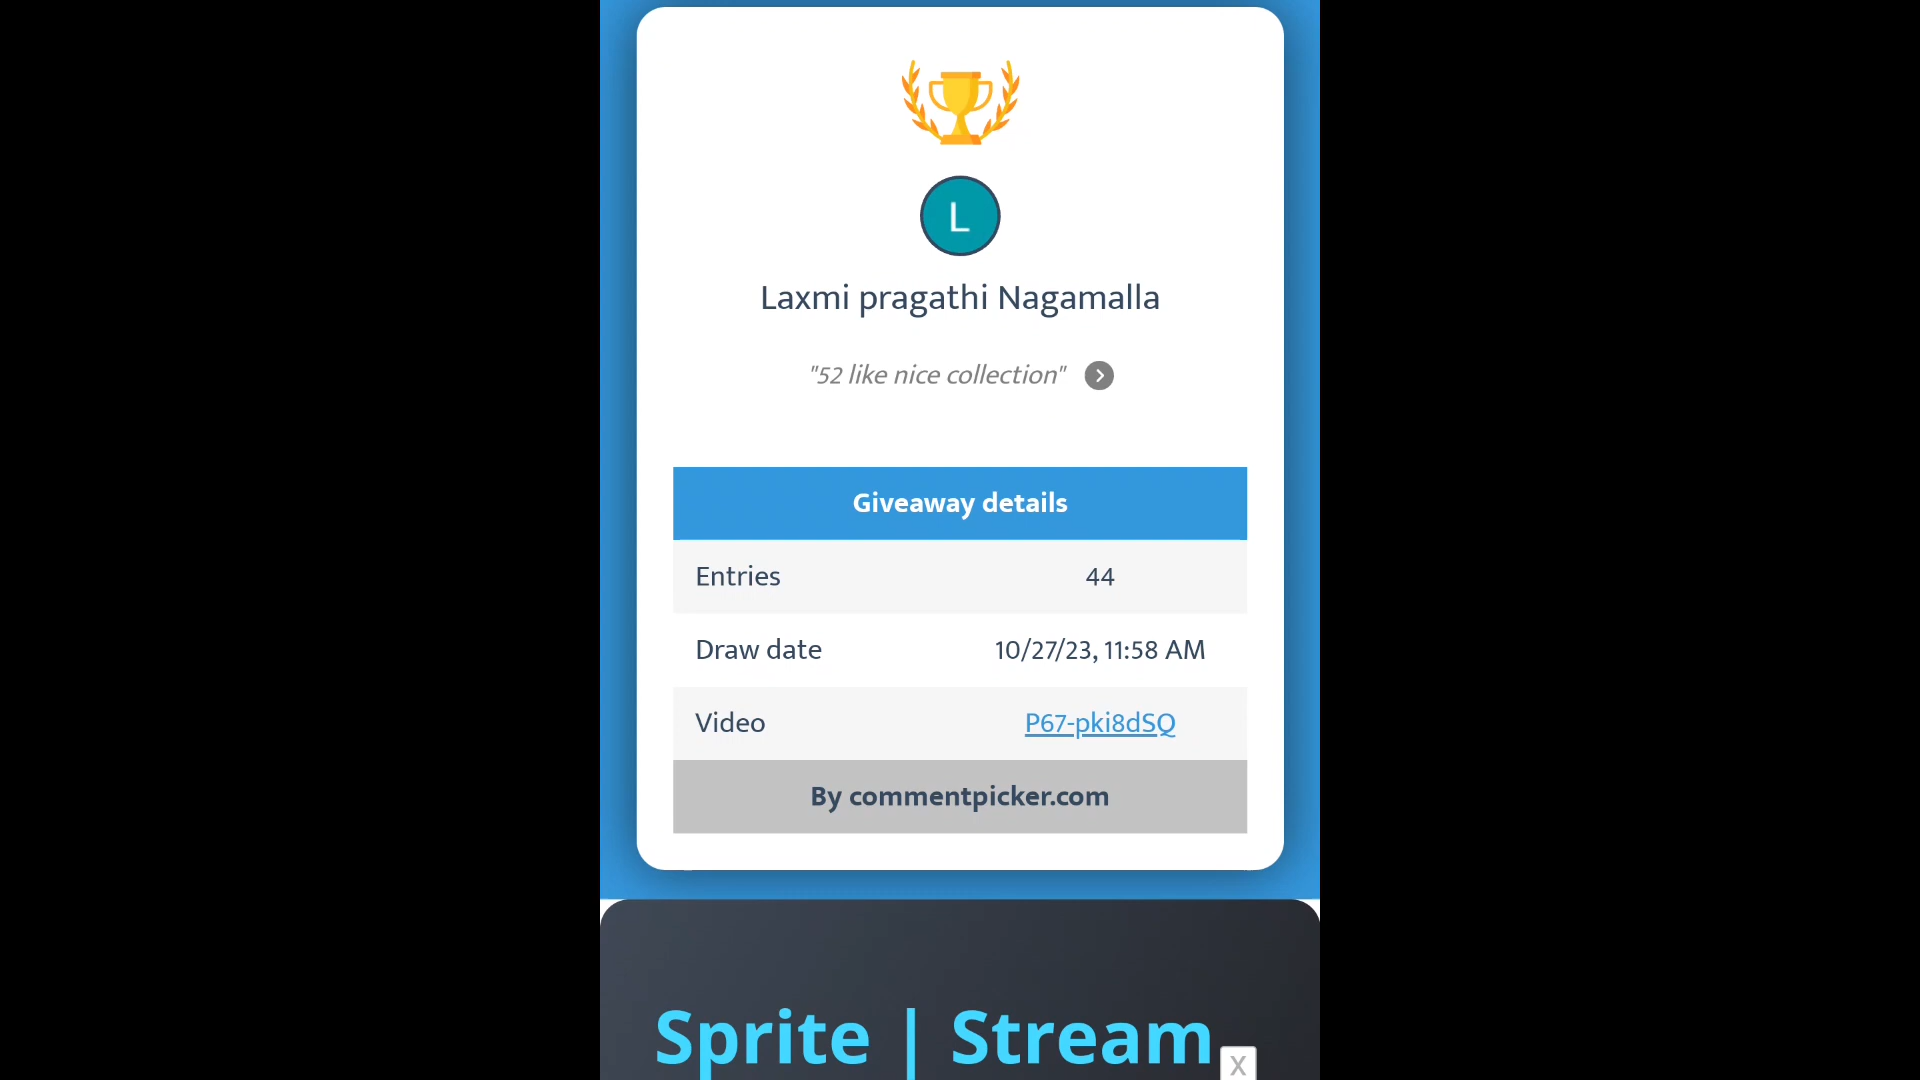 L
Laxmi pragathi Nagamalla
"52 like nice collection"
Giveaway details
Entries 44
Draw date 10/27/23, 11:58 AM
Video P67-pki8dSQ
By commentpicker.com
Sprite | Stream
X